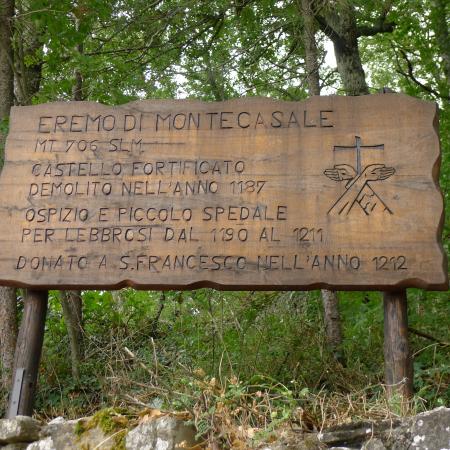 EREMO DI MONTECASALE
MT. 706 SLM.
CASTELLO FORTIFICATO
DEMOLITO NELL'ANNO 1187
OSPIZIO E PICCOLO SPEDALE
PER LEBBROSI DAL 1190 AL 1211
DONATO A S.FRANCESCO NELL'ANNO 1212